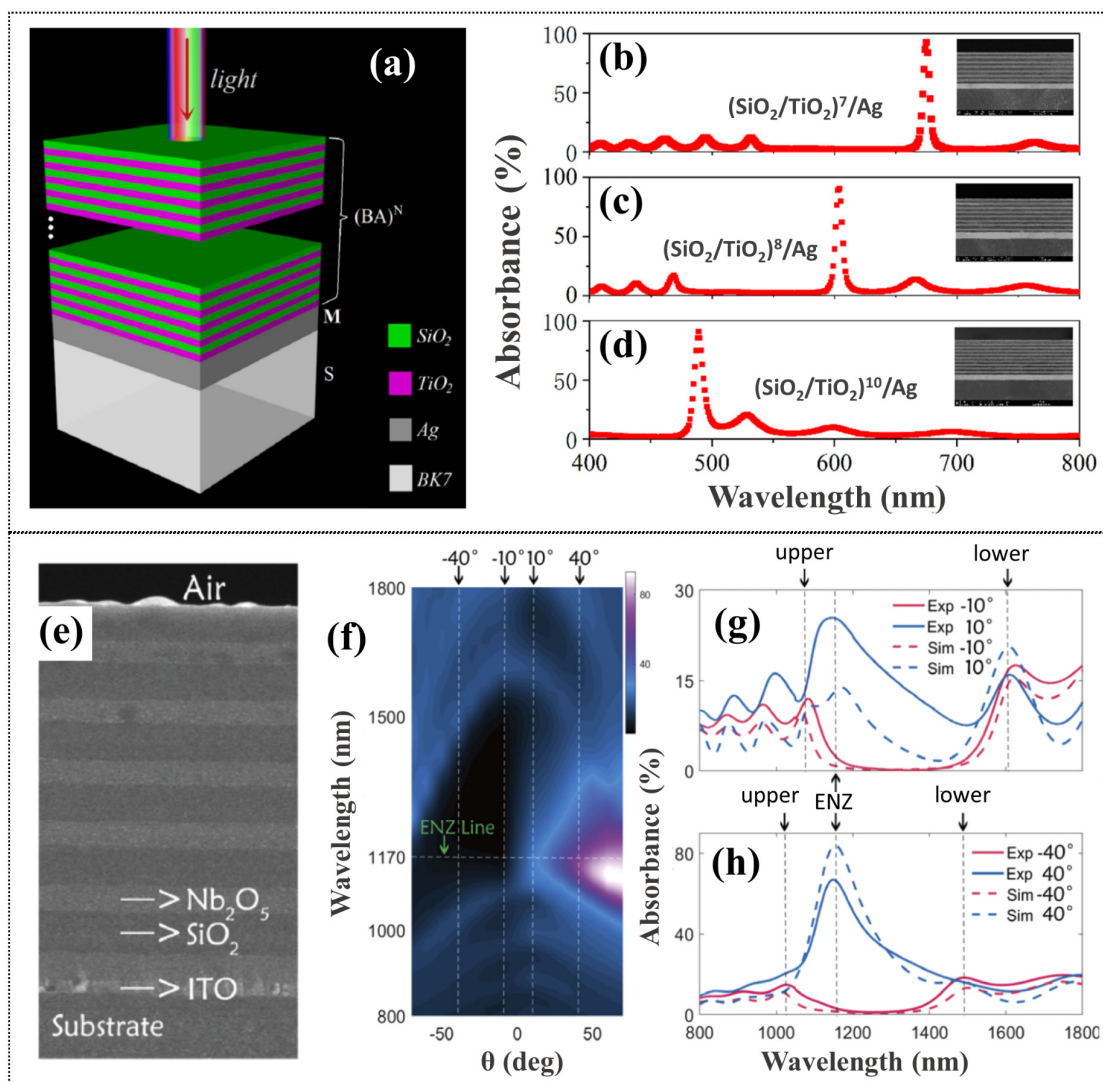 (a)
light
(BA)ᴺ
M
S
SiO₂
TiO₂
Ag
BK7
Absorbance (%)
100
50
0
(b)
(SiO₂/TiO₂)⁷/Ag
100
50
0
(c)
(SiO₂/TiO₂)⁸/Ag
100
50
0
(d)
(SiO₂/TiO₂)¹⁰/Ag
400 500 600 700 800
Wavelength (nm)
(e)
Air
> Nb₂O₅
> SiO₂
> ITO
Substrate
(f)
-40° -10° 10° 40°
Wavelength (nm)
1800
1500
1170
1000
800
ENZ Line
-50 0 50
θ (deg)
80
40
Absorbance (%)
upper lower
(g)
30
15
0
Exp -10°
Exp 10°
Sim -10°
Sim 10°
upper ENZ lower
(h)
80
40
0
Exp -40°
Exp 40°
Sim -40°
Sim 40°
800 1000 1200 1400 1600 1800
Wavelength (nm)